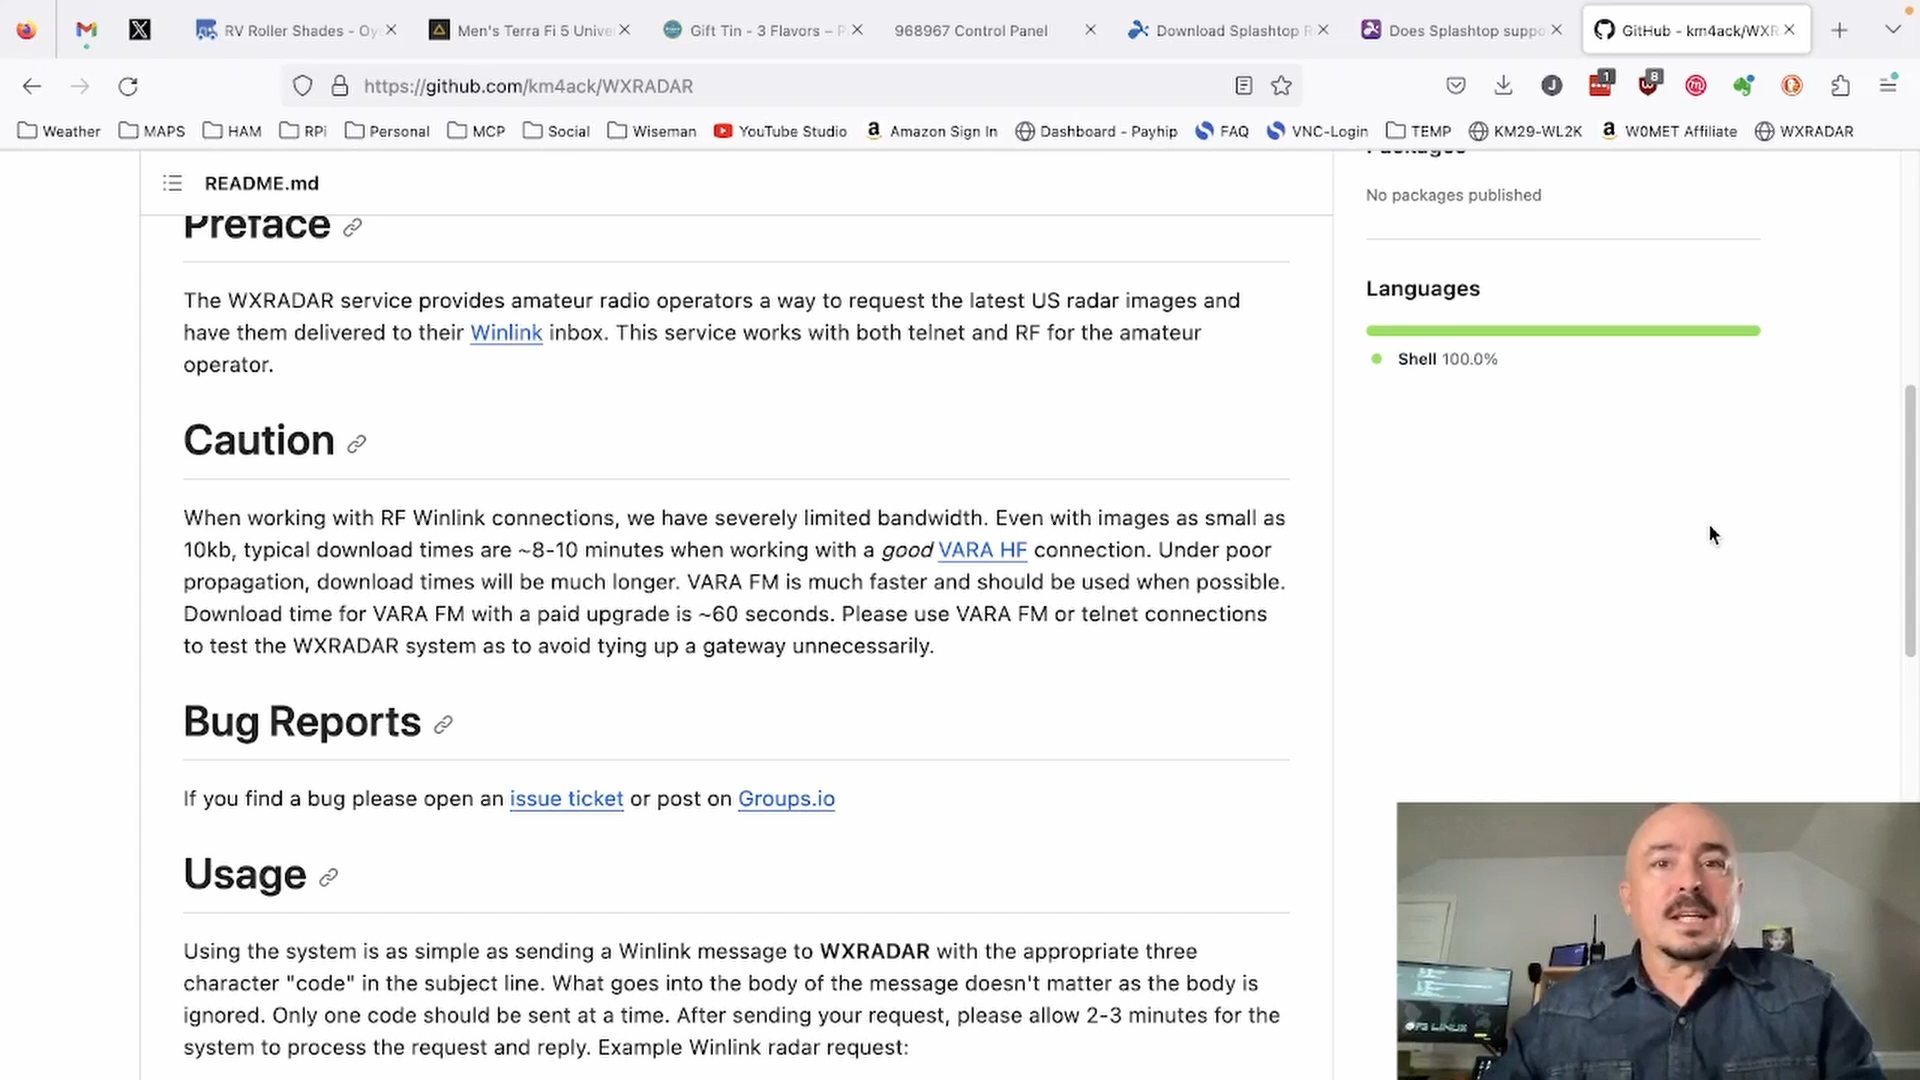 RV Roller Shades - Oy
Men's Terra Fi 5 Unive
Gift Tin - 3 Flavors – P
968967 Control Panel
Download Splashtop R
Does Splashtop suppo
GitHub - km4ack/WXR
https://github.com/km4ack/WXRADAR
1
8
Weather
MAPS
HAM
RPi
Personal
MCP
Social
Wiseman
YouTube Studio
Amazon Sign In
Dashboard - Payhip
FAQ
VNC-Login
TEMP
KM29-WL2K
W0MET Affiliate
WXRADAR
README.md
Packages
No packages published
Languages
Shell 100.0%
Preface
The WXRADAR service provides amateur radio operators a way to request the latest US radar images and
have them delivered to their Winlink inbox. This service works with both telnet and RF for the amateur
operator.
Caution
When working with RF Winlink connections, we have severely limited bandwidth. Even with images as small as
10kb, typical download times are ~8-10 minutes when working with a good VARA HF connection. Under poor
propagation, download times will be much longer. VARA FM is much faster and should be used when possible.
Download time for VARA FM with a paid upgrade is ~60 seconds. Please use VARA FM or telnet connections
to test the WXRADAR system as to avoid tying up a gateway unnecessarily.
Bug Reports
If you find a bug please open an issue ticket or post on Groups.io
Usage
Using the system is as simple as sending a Winlink message to WXRADAR with the appropriate three
character "code" in the subject line. What goes into the body of the message doesn't matter as the body is
ignored. Only one code should be sent at a time. After sending your request, please allow 2-3 minutes for the
system to process the request and reply. Example Winlink radar request: